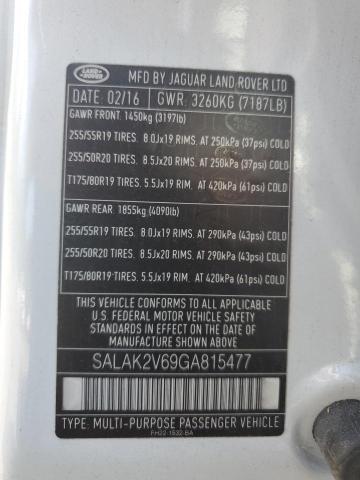 LAND ROVER
MFD BY JAGUAR LAND ROVER LTD
DATE: 02/16 GWR: 3260KG (7187LB)
GAWR FRONT: 1450kg (3197lb)
255/55R19 TIRES. 8.0Jx19 RIMS. AT 250kPa (37psi) COLD
255/50R20 TIRES. 8.5Jx20 RIM. AT 250kPa (37psi) COLD
T175/80R19 TIRES. 5.5Jx19 RIM. AT 420kPa (61psi) COLD
GAWR REAR: 1855kg (4090lb)
255/55R19 TIRES. 8.0Jx19 RIMS. AT 290kPa (43psi) COLD
255/50R20 TIRES. 8.5Jx20 RIM. AT 290kPa (43psi) COLD
T175/80R19 TIRES. 5.5Jx19 RIM. AT 420kPa (61psi) COLD
THIS VEHICLE CONFORMS TO ALL APPLICABLE
U.S. FEDERAL MOTOR VEHICLE SAFETY
STANDARDS IN EFFECT ON THE DATE OF
MANUFACTURE SHOWN ABOVE
SALAK2V69GA815477
TYPE: MULTI-PURPOSE PASSENGER VEHICLE
FH22-1532-BA